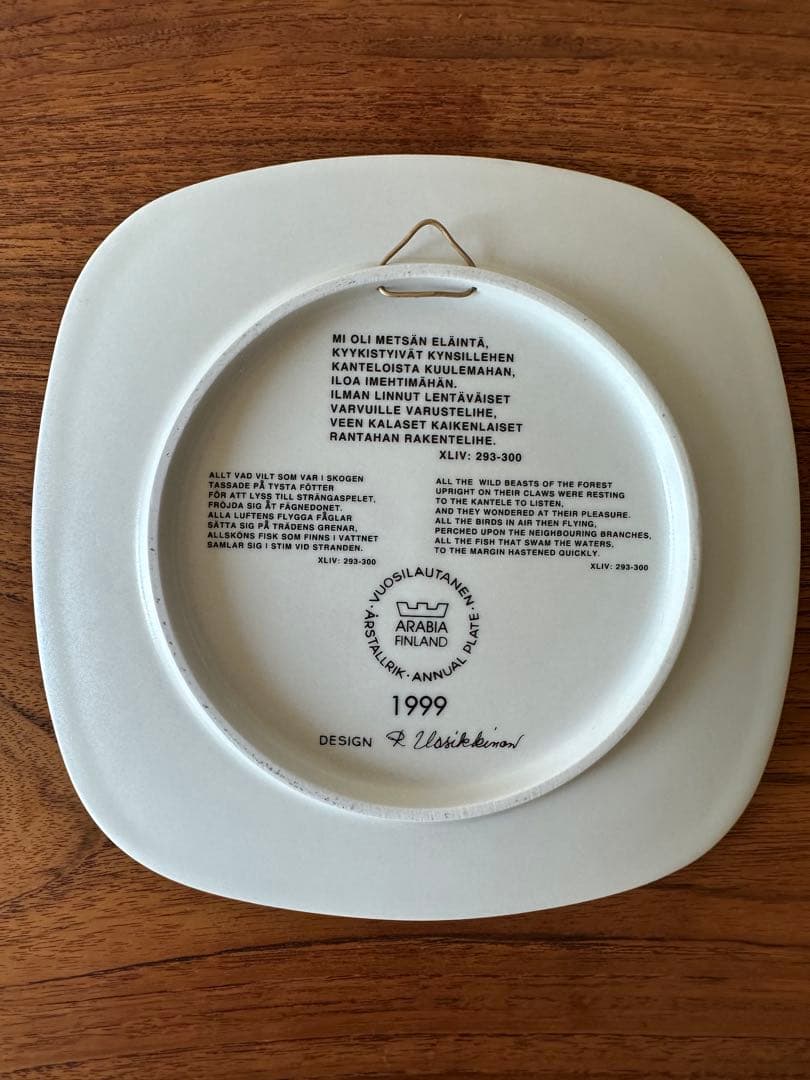 MI OLI METSÄN ELÄINTÄ,
KYYKISTYIVÄT KYNSILLEHEN
KANTELOISTA KUULEMAHAN,
ILOA IMEHTIMÄHÄN.
ILMAN LINNUT LENTÄVÄISET
VARVUILLE VARUSTELIHE,
VEEN KALASET KAIKENLAISET
RANTAHAN RAKENTELIHE.
XLIV: 293-300
ALLT VAD VILT SOM VAR I SKOGEN
TASSADE PÅ TYSTA FÖTTER
FÖR ATT LYSS TILL STRÄNGASPELET,
FRÖJDA SIG ÅT FÄGNEDONET.
ALLA LUFTENS FLYGGA FÅGLAR
SÄTTA SIG PÅ TRÄDENS GRENAR,
ALLSKÖNS FISK SOM FINNS I VATTNET
SAMLAR SIG I STIM VID STRANDEN.
XLIV: 293-300
ALL THE WILD BEASTS OF THE FOREST
UPRIGHT ON THEIR CLAWS WERE RESTING
TO THE KANTELE TO LISTEN,
AND THEY WONDERED AT THEIR PLEASURE.
ALL THE BIRDS IN AIR THEN FLYING,
PERCHED UPON THE NEIGHBOURING BRANCHES,
ALL THE FISH THAT SWAM THE WATERS,
TO THE MARGIN HASTENED QUICKLY.
XLIV: 293-300
VUOSILAUTANEN · ANNUAL PLATE · ÅRSTALLRIK ·
ARABIA
FINLAND
1999
DESIGN R Uosikkinen